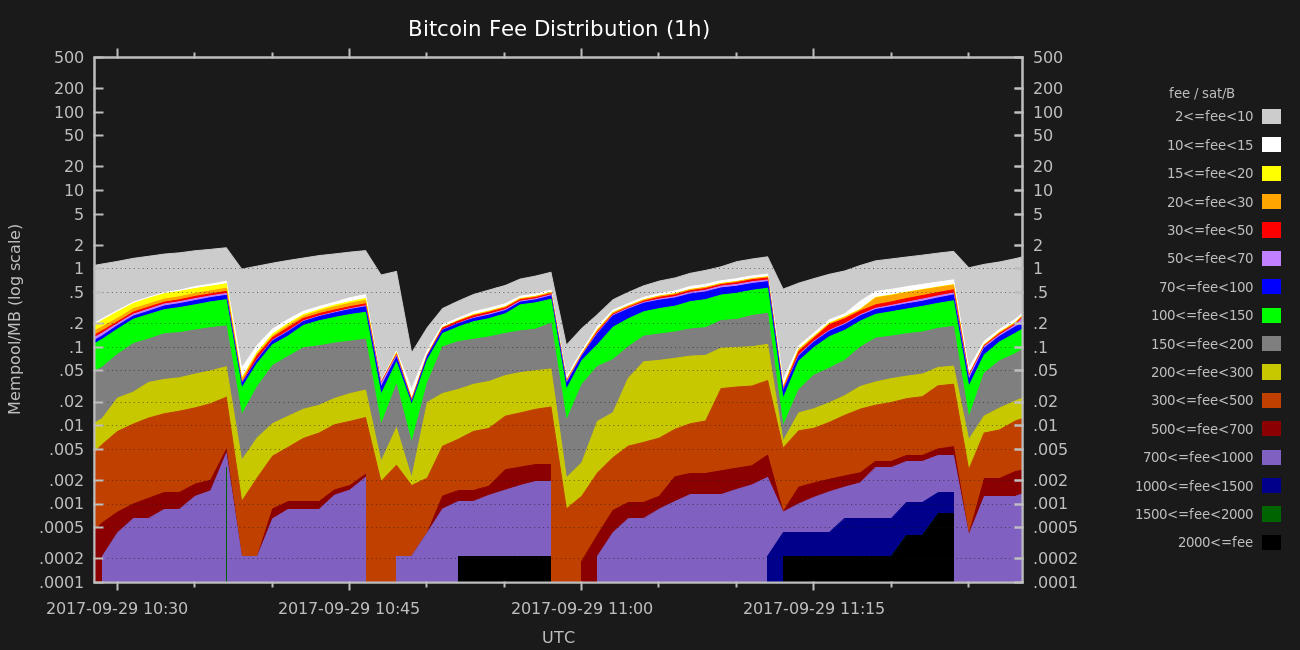 Bitcoin Fee Distribution (1h)
Mempool/MB (log scale)
500
200
100
50
20
10
5
2
1
.5
.2
.1
.05
.02
.01
.005
.002
.001
.0005
.0002
.0001
500
200
100
50
20
10
5
2
1
.5
.2
.1
.05
.02
.01
.005
.002
.001
.0005
.0002
.0001
2017-09-29 10:30 2017-09-29 10:45 2017-09-29 11:00 2017-09-29 11:15
UTC
fee / sat/B
2<=fee<10
10<=fee<15
15<=fee<20
20<=fee<30
30<=fee<50
50<=fee<70
70<=fee<100
100<=fee<150
150<=fee<200
200<=fee<300
300<=fee<500
500<=fee<700
700<=fee<1000
1000<=fee<1500
1500<=fee<2000
2000<=fee